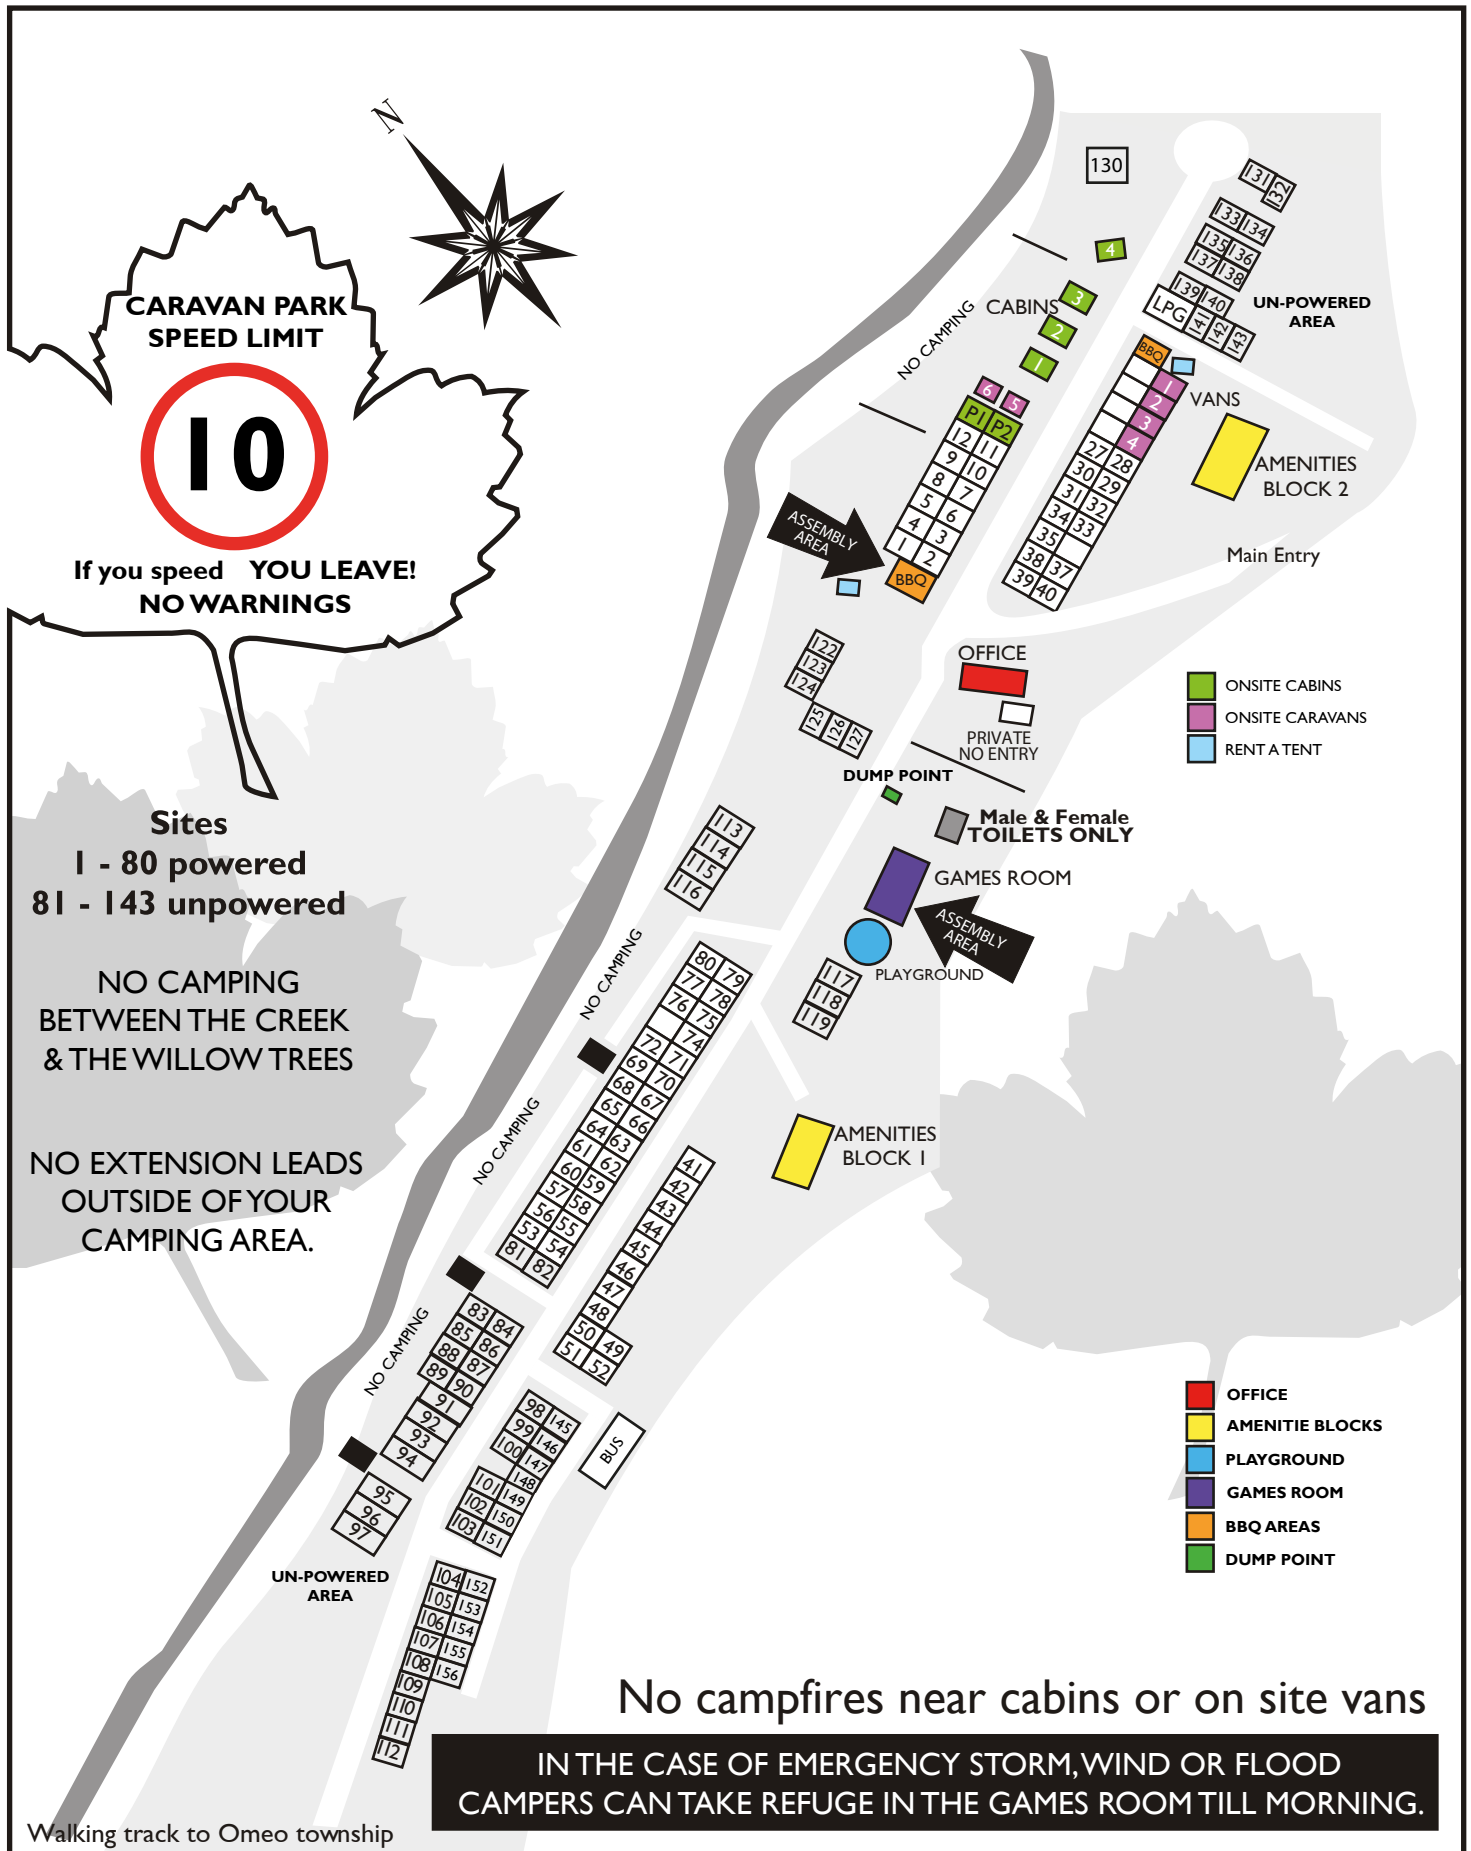 N
CARAVAN PARK
SPEED LIMIT
10
If you speed YOU LEAVE!
NO WARNINGS
Sites
1 - 80 powered
81 - 143 unpowered
NO CAMPING
BETWEEN THE CREEK
& THE WILLOW TREES
NO EXTENSION LEADS
OUTSIDE OF YOUR
CAMPING AREA.
130
131
132
133 134
135 136
137 138
139 140
LPG 141 142 143
UN-POWERED
AREA
4
3
CABINS
2
1
NO CAMPING
6 5
P1 P2
12 11
9 10
8 7
5 6
4 3
1 2
BBQ
ASSEMBLY
AREA
BBQ
1
2
3
4
VANS
27 28
30 29
31 32
34 33
35
38 37
39 40
AMENITIES
BLOCK 2
Main Entry
122
123
124
125 126 127
OFFICE
PRIVATE
NO ENTRY
DUMP POINT
Male & Female
TOILETS ONLY
GAMES ROOM
ASSEMBLY
AREA
PLAYGROUND
ONSITE CABINS
ONSITE CARAVANS
RENT A TENT
113
114
115
116
117
118
119
NO CAMPING
80 79
77 78
76 75
74
72 71
69 70
68 67
65 66
64 63
61 62
60 59
57 58
56 55
53 54
81 82
NO CAMPING
AMENITIES
BLOCK 1
41
42
43
44
45
46
47
48
50 49
51 52
NO CAMPING
83 84
85 86
88 87
89 90
91
92
93
94
95
96
97
98 145
99 146
100 147
148
101 149
102 150
103 151
BUS
UN-POWERED
AREA
104 152
105 153
106 154
107 155
108 156
109
110
111
112
OFFICE
AMENITIE BLOCKS
PLAYGROUND
GAMES ROOM
BBQ AREAS
DUMP POINT
No campfires near cabins or on site vans
IN THE CASE OF EMERGENCY STORM, WIND OR FLOOD
CAMPERS CAN TAKE REFUGE IN THE GAMES ROOM TILL MORNING.
Walking track to Omeo township